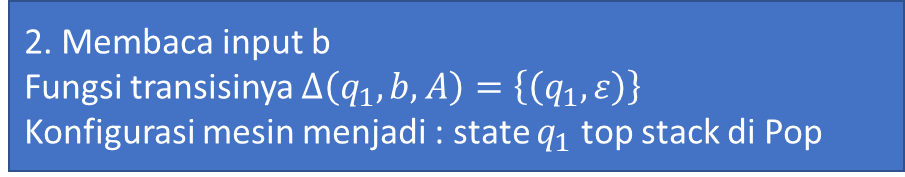 2. Membaca input b
Fungsi transisinya Δ(𝑞₁, 𝑏, 𝐴) = {(𝑞₁, 𝜀)}
Konfigurasi mesin menjadi : state 𝑞₁ top stack di Pop